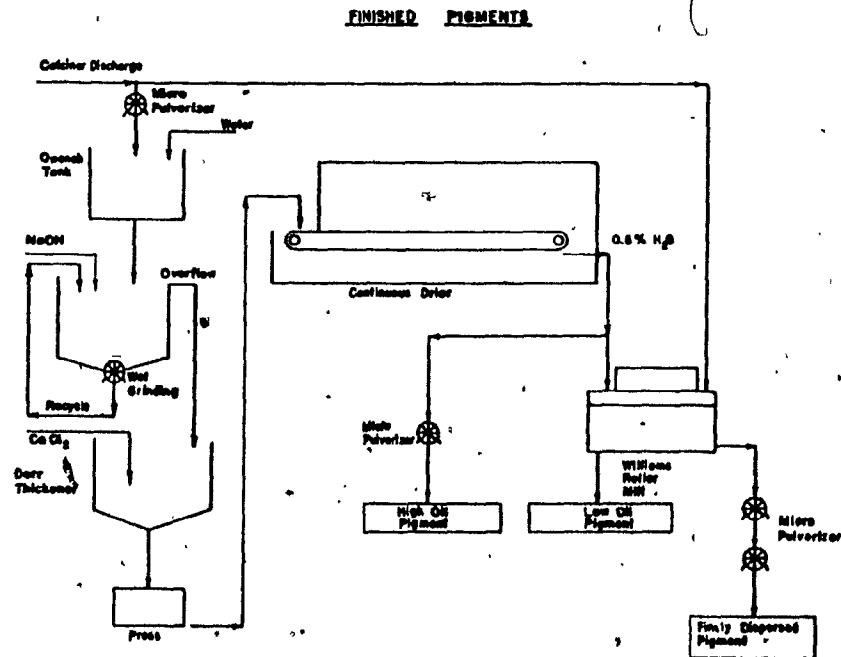 FINISHED PIGMENTS
Calciner Discharge
Micro
Pulverizer
Water
Quench
Tank
NaOH
Overflow
Wet
Grinding
Recycle
CaCl2
Dorr
Thickener
Press
0.5% H2O
Continuous Drier
Micro
Pulverizer
High Oil
Pigment
Williams
Roller
Mill
Low Oil
Pigment
Micro
Pulverizer
Finely Dispersed
Pigment